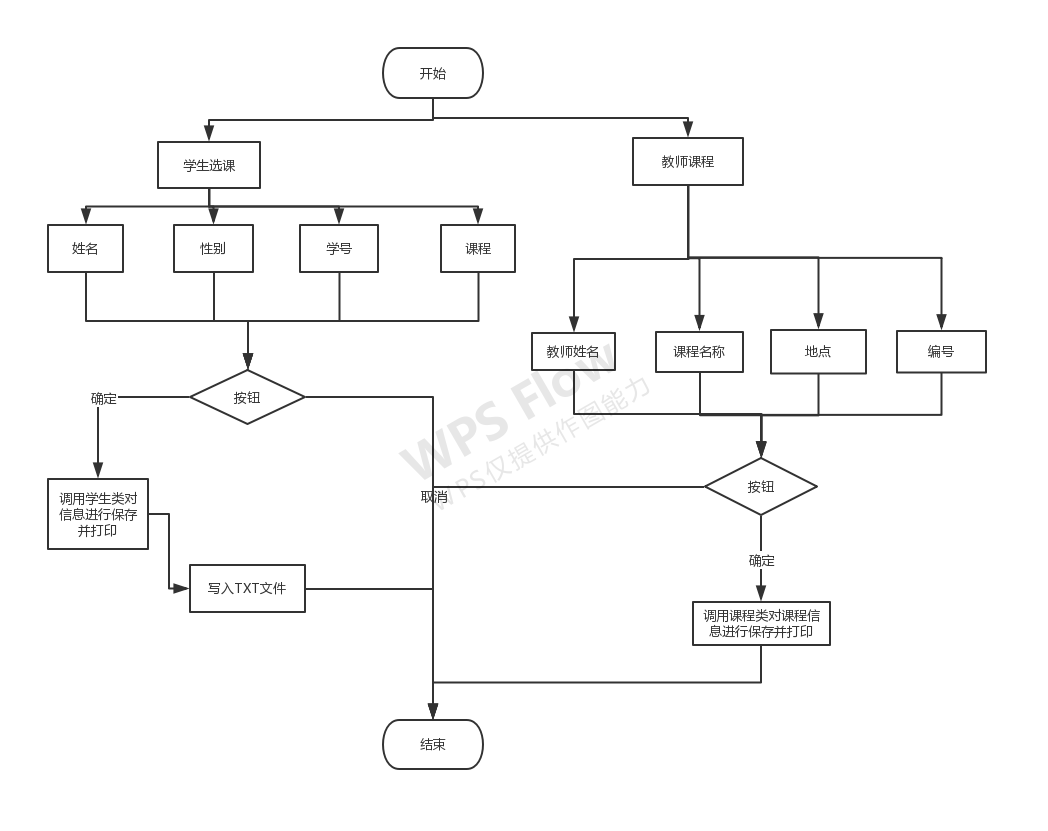 开始
学生选课
教师课程
姓名
性别
学号
课程
教师姓名
课程名称
地点
编号
WPS Flow
WPS仅提供作图能力
确定
按钮
按钮
取消
调用学生类对
信息进行保存
并打印
确定
写入TXT文件
调用课程类对课程信
息进行保存并打印
结束